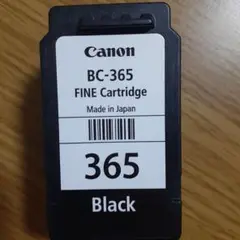 Canon
BC-365
FINE Cartridge
Made in Japan
365
Black